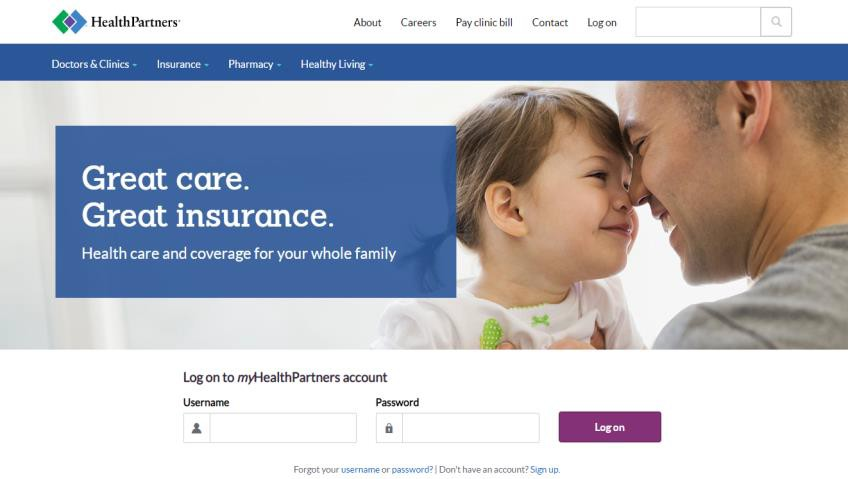 HealthPartners
About Careers Pay clinic bill Contact Log on
Doctors & Clinics Insurance Pharmacy Healthy Living
Great care.
Great insurance.
Health care and coverage for your whole family
Log on to myHealthPartners account
Username Password
Log on
Forgot your username or password? | Don't have an account? Sign up.